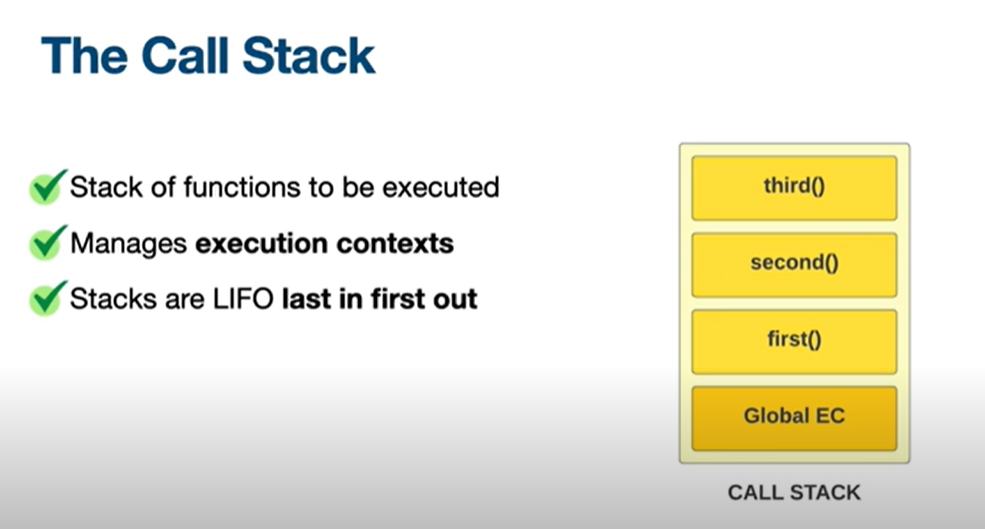 The Call Stack
Stack of functions to be executed
Manages execution contexts
Stacks are LIFO last in first out
third()
second()
first()
Global EC
CALL STACK